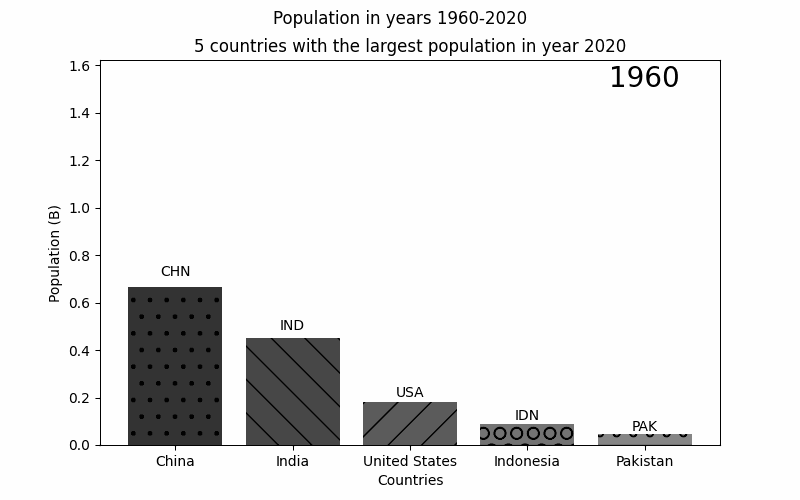 Population in years 1960-2020
5 countries with the largest population in year 2020
1960
1.6
1.4
1.2
1.0
0.8
0.6
0.4
0.2
0.0
Population (B)
CHN
IND
USA
IDN
PAK
China India United States Indonesia Pakistan
Countries